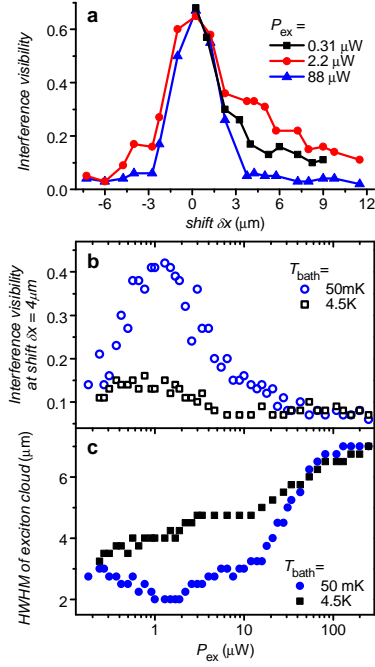 a
P_ex =
0.31 μW
2.2 μW
88 μW
Interference visibility
0.6
0.4
0.2
0.0
-6 -3 0 3 6 9 12
shift δx (μm)
b
T_bath=
50mK
4.5K
Interference visibility
at shift δx = 4μm
0.4
0.3
0.2
0.1
c
HWHM of exciton cloud (μm)
6
4
2
T_bath=
50 mK
4.5K
1 10 100
P_ex (μW)